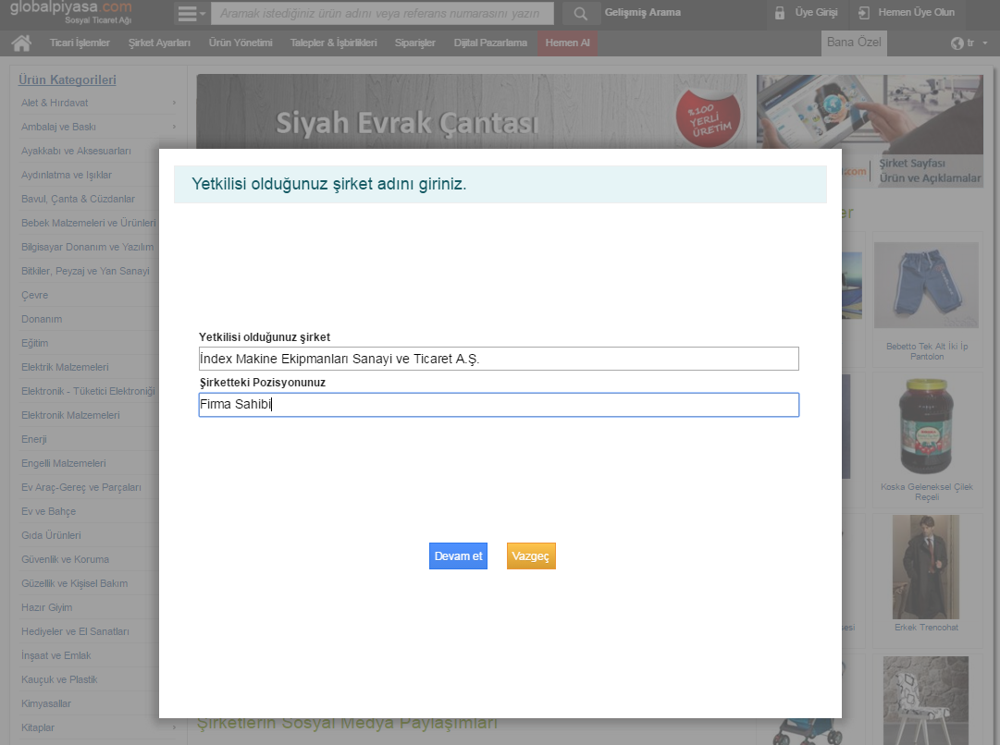 globalpiyasa.com
Sosyal Ticaret Ağı
Aramak istediğiniz ürün adını veya referans numarasını yazın
Gelişmiş Arama
Üye Girişi
Hemen Üye Olun
Ticari İşlemler
Şirket Ayarları
Ürün Yönetimi
Talepler & İşbirlikleri
Siparişler
Dijital Pazarlama
Hemen Al
Bana Özel
tr
Ürün Kategorileri
Alet & Hırdavat
Ambalaj ve Baskı
Ayakkabı ve Aksesuarları
Aydınlatma ve Işıklar
Bavul, Çanta & Cüzdanlar
Bebek Malzemeleri ve Ürünleri
Bilgisayar Donanım ve Yazılım
Bitkiler, Peyzaj ve Yan Sanayi
Çevre
Donanım
Eğitim
Elektrik Malzemeleri
Elektronik - Tüketici Elektroniği
Elektronik Malzemeleri
Enerji
Engelli Malzemeleri
Ev Araç-Gereç ve Parçaları
Ev ve Bahçe
Gıda Ürünleri
Güvenlik ve Koruma
Güzellik ve Kişisel Bakım
Hazır Giyim
Hediyeler ve El Sanatları
İnşaat ve Emlak
Kauçuk ve Plastik
Kimyasallar
Kitaplar
Siyah Evrak Çantası
%100
YERLİ
ÜRETİM
.com
Şirket Sayfası
Ürün ve Açıklamalar
Yetkilisi olduğunuz şirket adını giriniz.
Yetkilisi olduğunuz şirket
İndex Makine Ekipmanları Sanayi ve Ticaret A.Ş.
Şirketteki Pozisyonunuz
Firma Sahibi
Devam et
Vazgeç
er
Bebetto Tek Alt İki İp
Pantolon
Koska Geleneksel Çilek
Reçeli
esi
Erkek Trencohat
Şirketlerin Sosyal Medya Paylaşımları